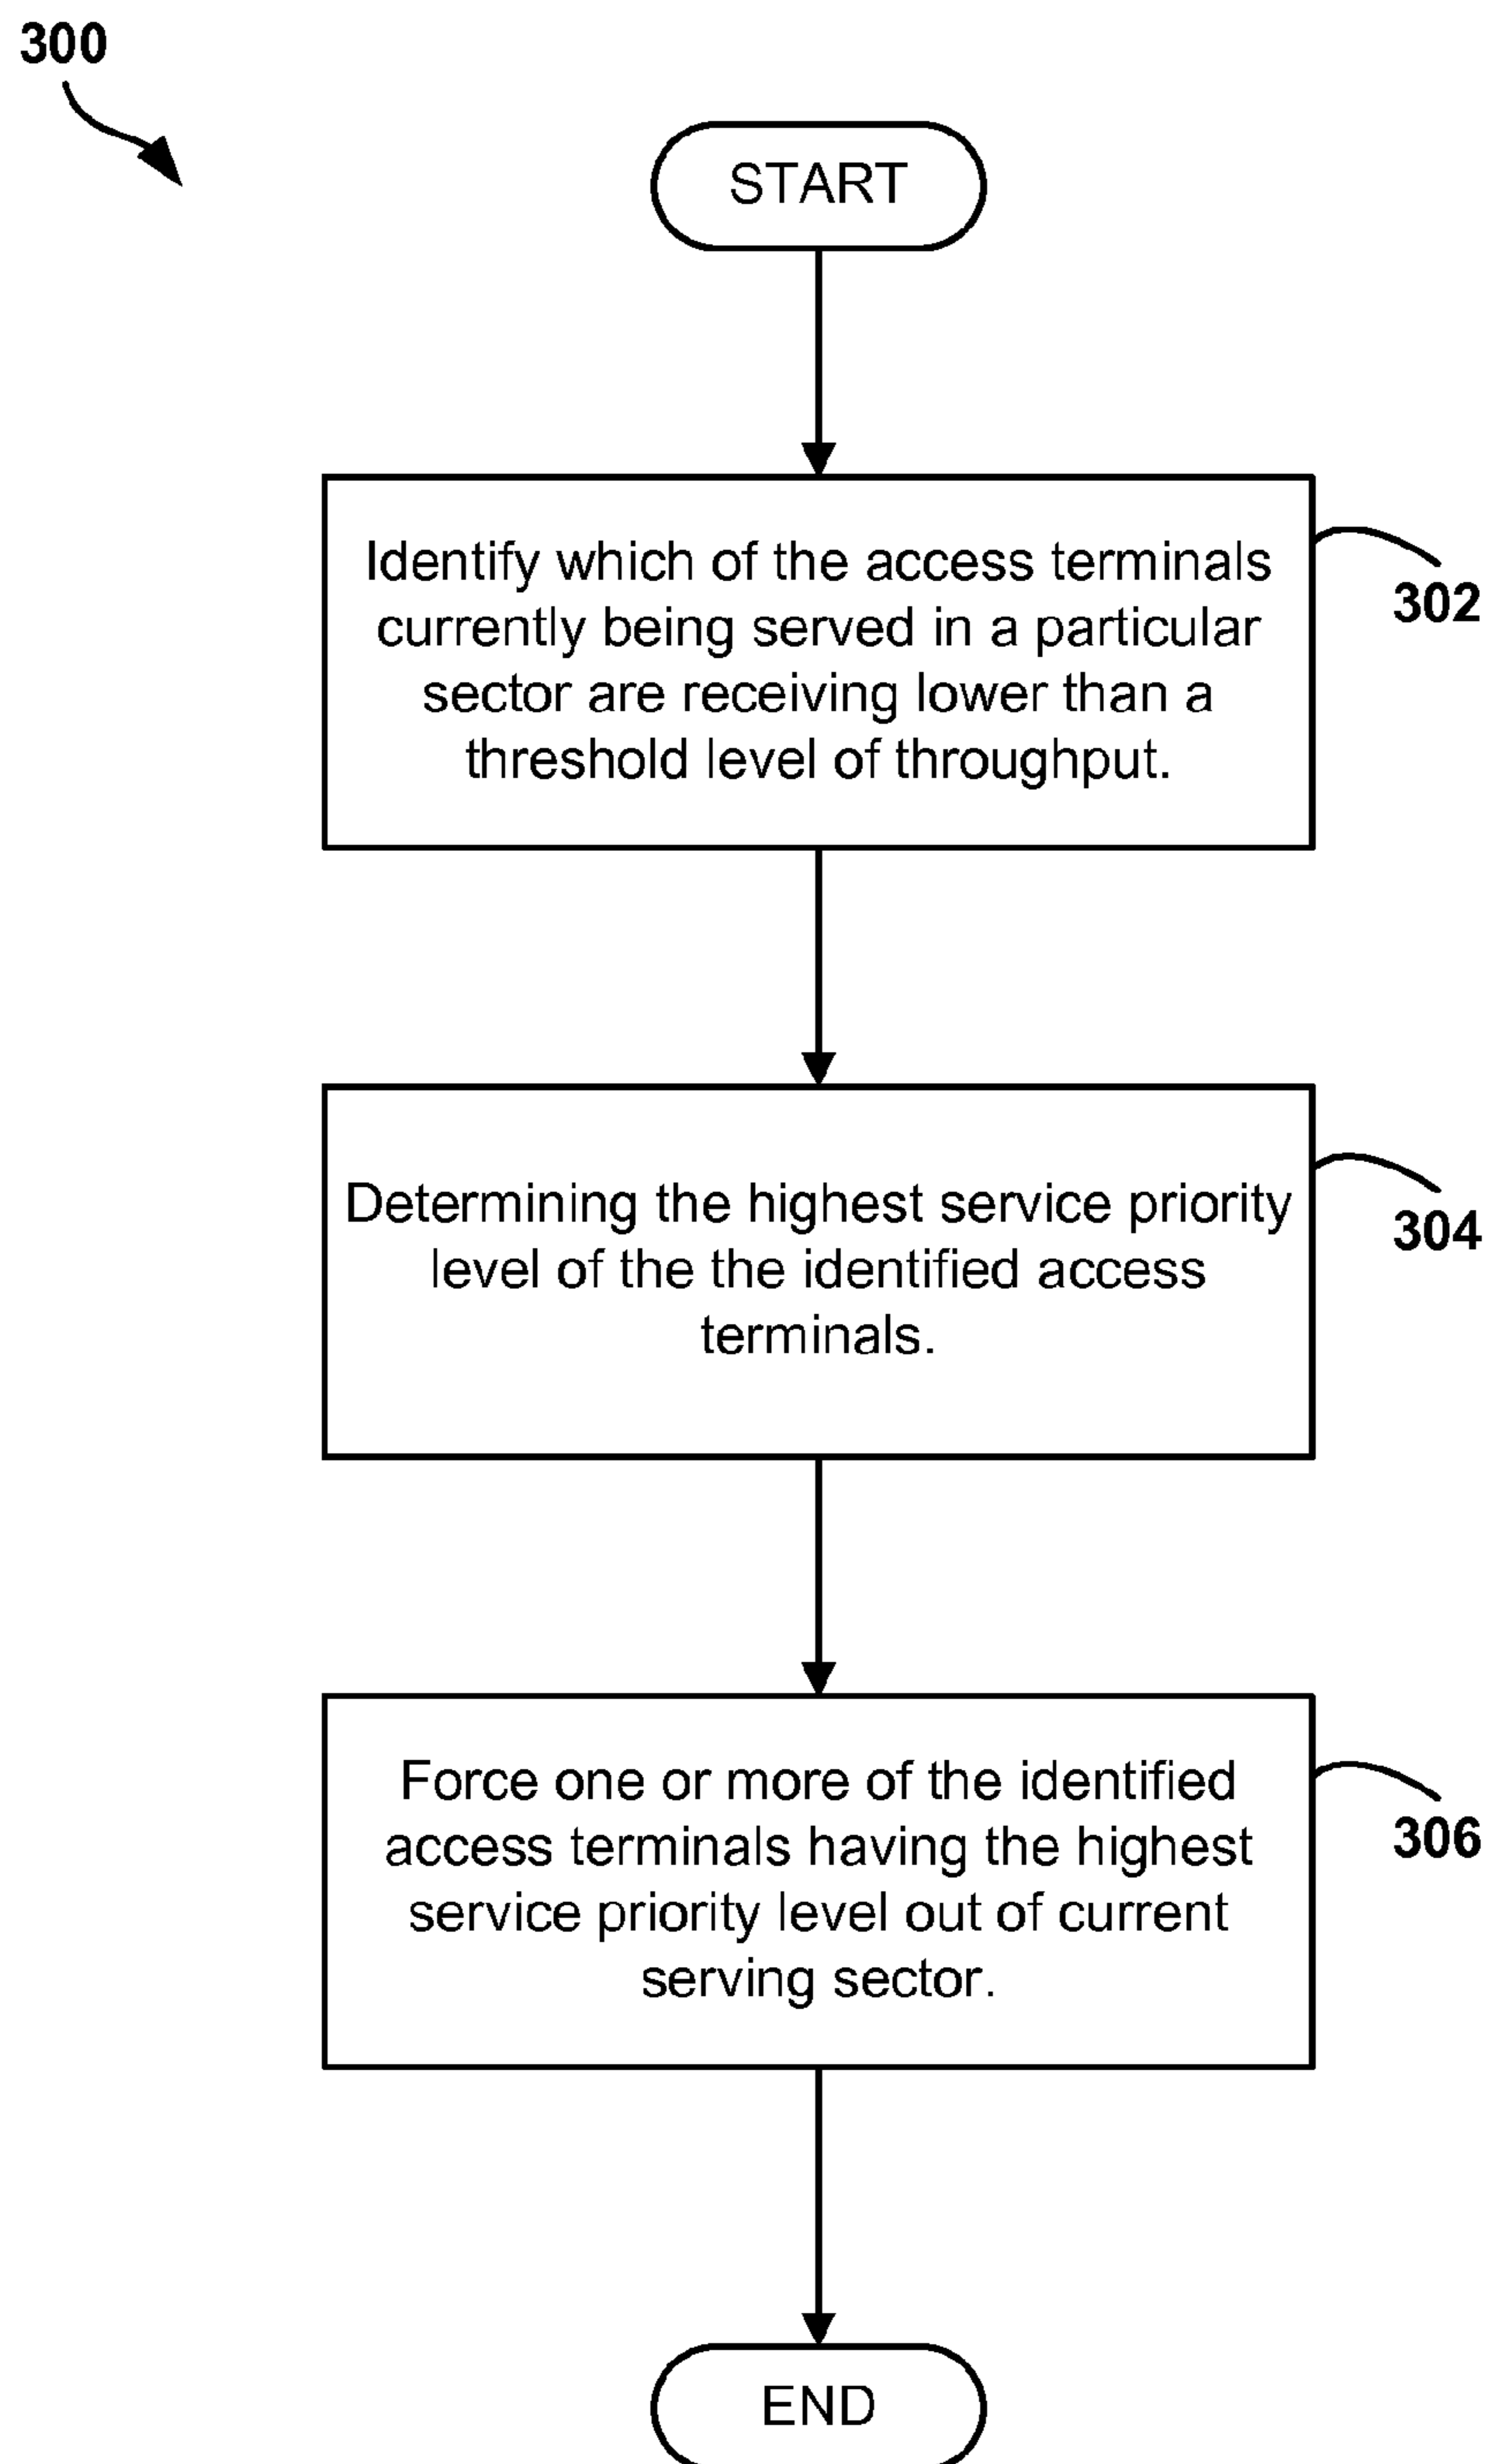 300
START
Identify which of the access terminals
currently being served in a particular
sector are receiving lower than a
threshold level of throughput.
302
Determining the highest service priority
level of the the identified access
terminals.
304
Force one or more of the identified
access terminals having the highest
service priority level out of current
serving sector.
306
END